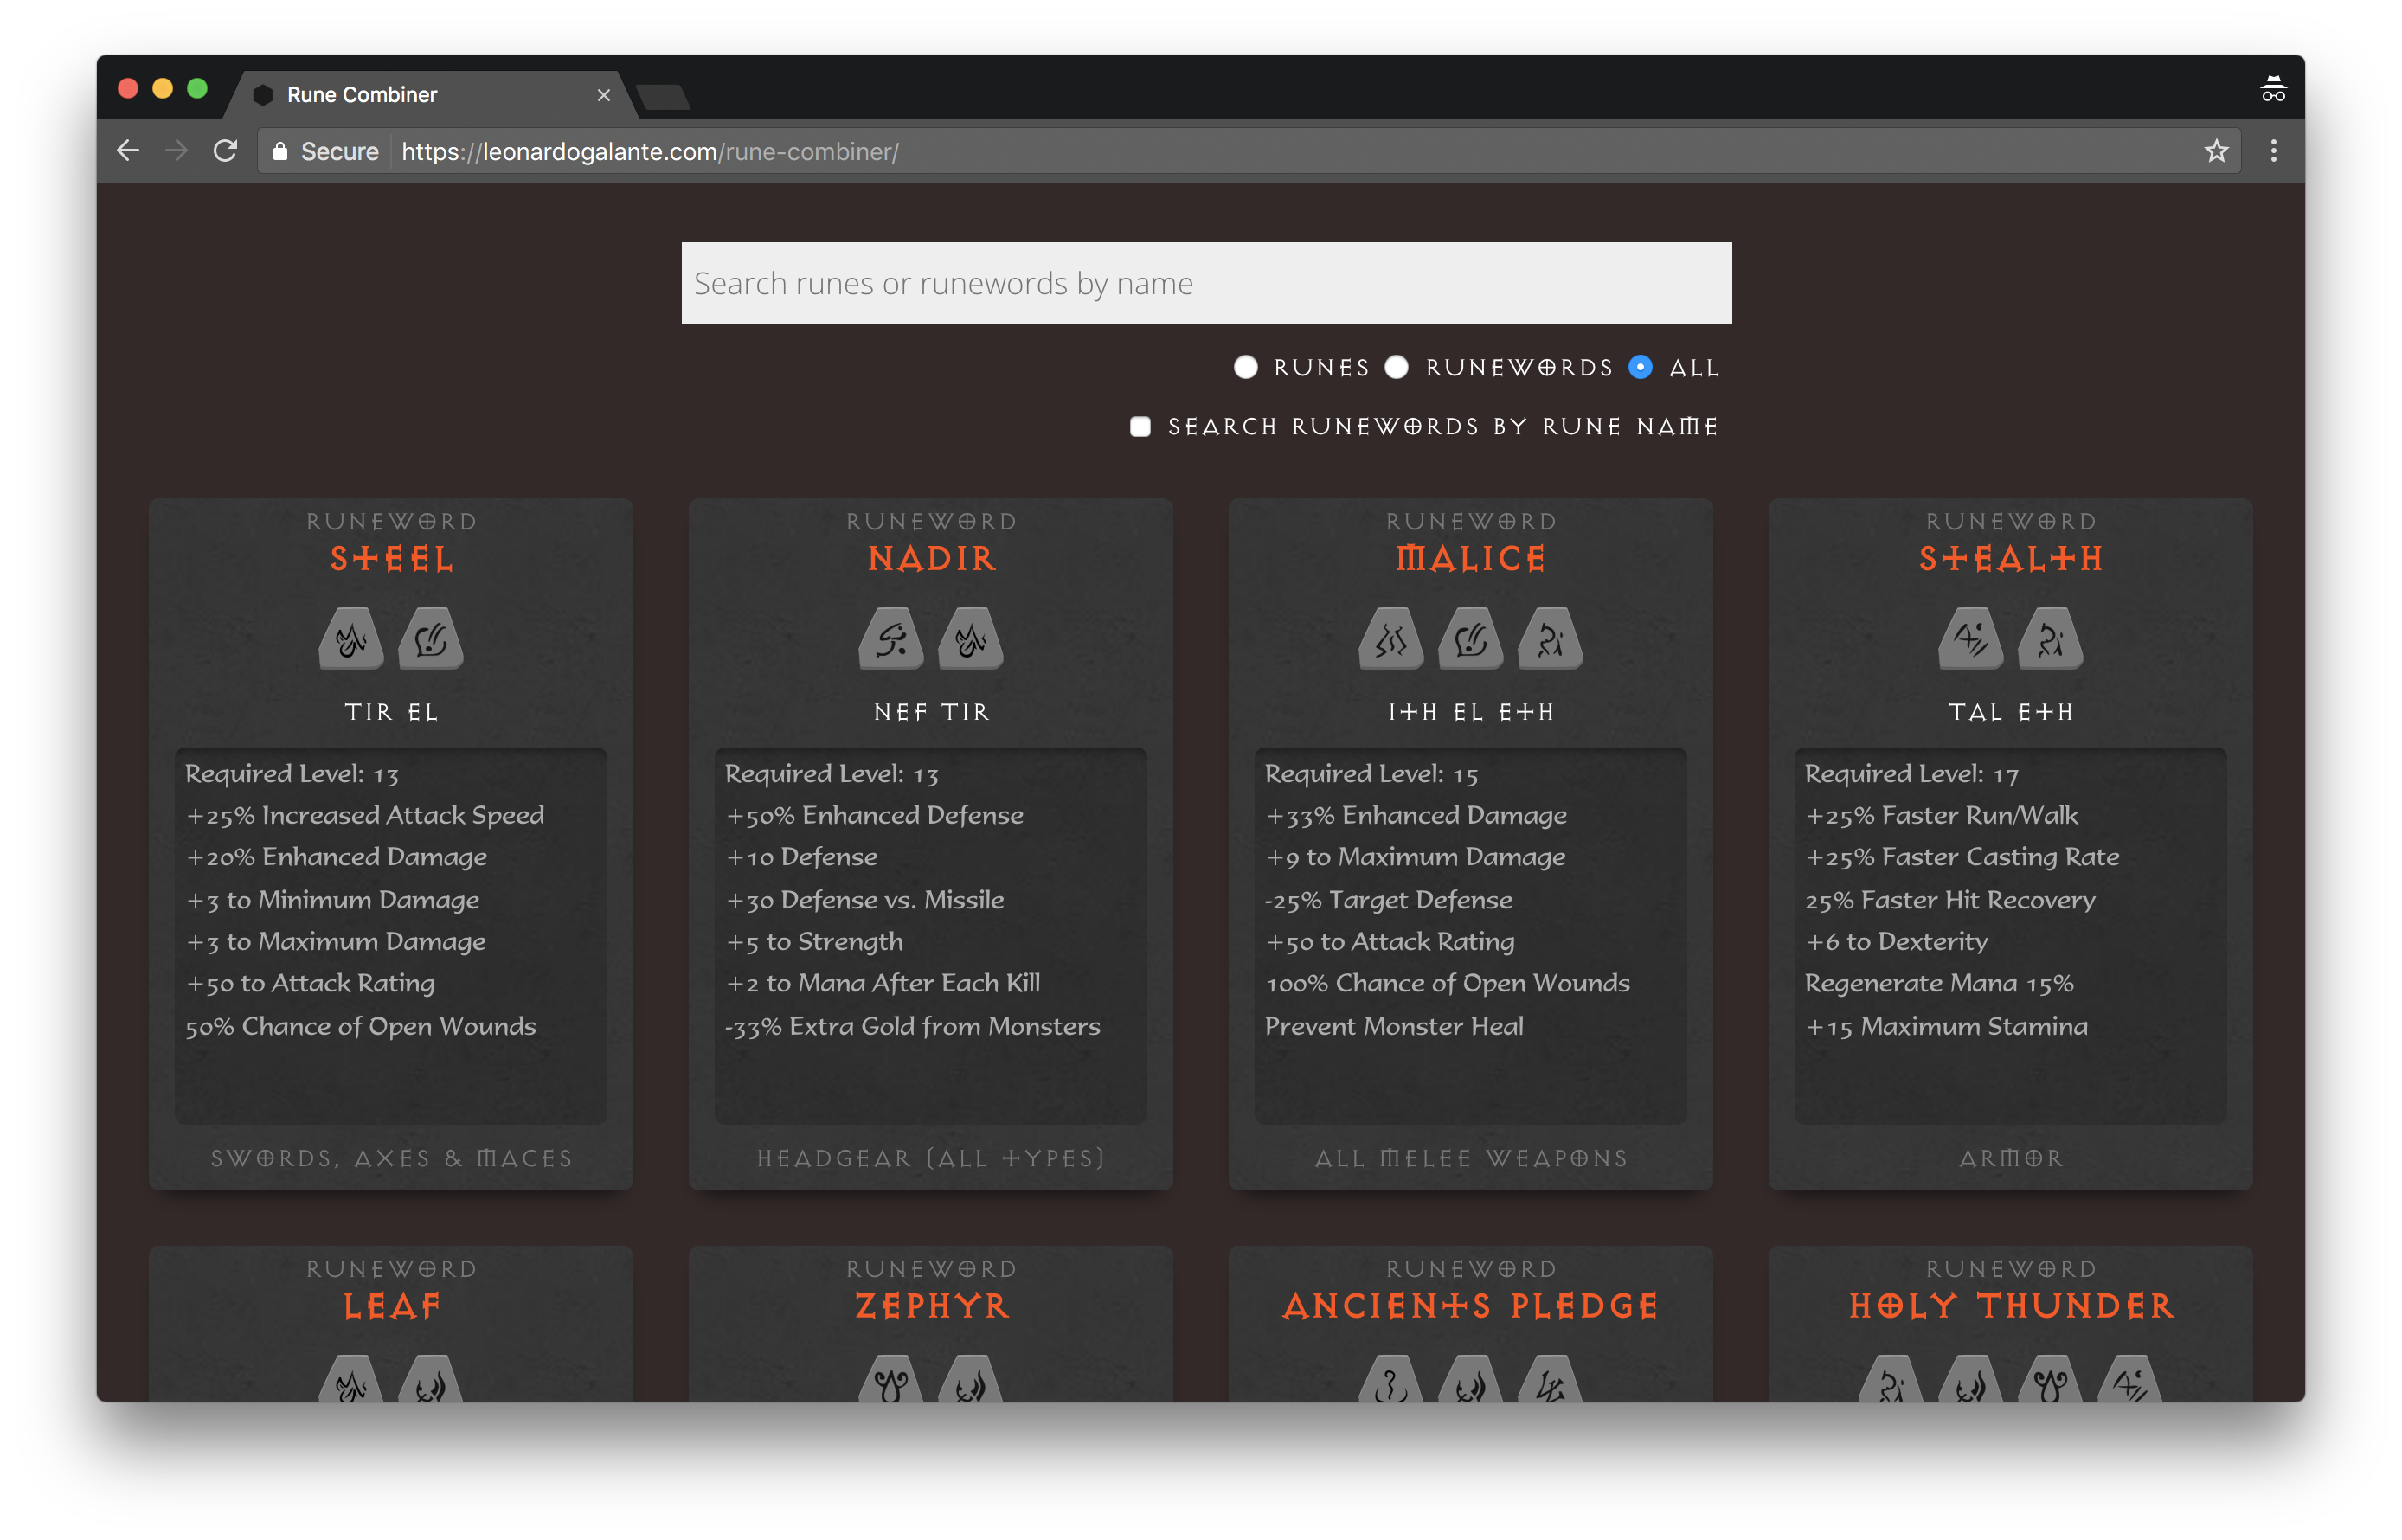 Rune Combiner
Secure https://leonardogalante.com/rune-combiner/
Search runes or runewords by name
RUNES RUNEWORDS ALL
SEARCH RUNEWORDS BY RUNE NAME
RUNEWORD
STEEL
TIR EL
Required Level: 13
+25% Increased Attack Speed
+20% Enhanced Damage
+3 to Minimum Damage
+3 to Maximum Damage
+50 to Attack Rating
50% Chance of Open Wounds
SWORDS, AXES & MACES
RUNEWORD
NADIR
NEF TIR
Required Level: 13
+50% Enhanced Defense
+10 Defense
+30 Defense vs. Missile
+5 to Strength
+2 to Mana After Each Kill
-33% Extra Gold from Monsters
HEADGEAR (ALL TYPES)
RUNEWORD
MALICE
ITH EL ETH
Required Level: 15
+33% Enhanced Damage
+9 to Maximum Damage
-25% Target Defense
+50 to Attack Rating
100% Chance of Open Wounds
Prevent Monster Heal
ALL MELEE WEAPONS
RUNEWORD
STEALTH
TAL ETH
Required Level: 17
+25% Faster Run/Walk
+25% Faster Casting Rate
25% Faster Hit Recovery
+6 to Dexterity
Regenerate Mana 15%
+15 Maximum Stamina
ARMOR
RUNEWORD
LEAF
RUNEWORD
ZEPHYR
RUNEWORD
ANCIENTS PLEDGE
RUNEWORD
HOLY THUNDER